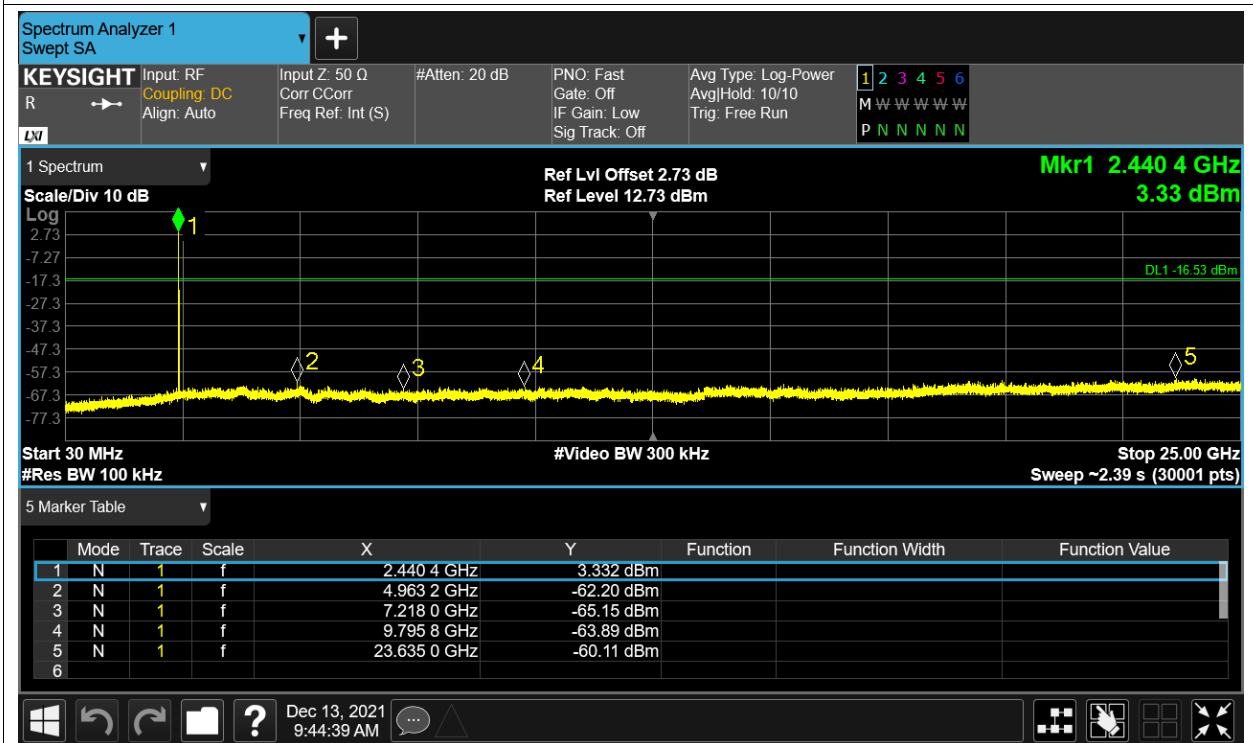 Spectrum Analyzer 1
Swept SA
KEYSIGHT
R
LXI
Input: RF
Coupling: DC
Align: Auto
Input Z: 50 Ω
Corr CCorr
Freq Ref: Int (S)
#Atten: 20 dB
PNO: Fast
Gate: Off
IF Gain: Low
Sig Track: Off
Avg Type: Log-Power
Avg|Hold: 10/10
Trig: Free Run
1 2 3 4 5 6
M W W W W W
P N N N N N
1 Spectrum
Scale/Div 10 dB
Ref Lvl Offset 2.73 dB
Ref Level 12.73 dBm
Mkr1 2.440 4 GHz
3.33 dBm
Log
2.73
-7.27
-17.3
-27.3
-37.3
-47.3
-57.3
-67.3
-77.3
1
DL1 -16.53 dBm
2
3
4
5
Start 30 MHz
#Video BW 300 kHz
Stop 25.00 GHz
#Res BW 100 kHz
Sweep ~2.39 s (30001 pts)
5 Marker Table
Mode Trace Scale X Y Function Function Width Function Value
1 N 1 f 2.440 4 GHz 3.332 dBm
2 N 1 f 4.963 2 GHz -62.20 dBm
3 N 1 f 7.218 0 GHz -65.15 dBm
4 N 1 f 9.795 8 GHz -63.89 dBm
5 N 1 f 23.635 0 GHz -60.11 dBm
6
?
Dec 13, 2021
9:44:39 AM